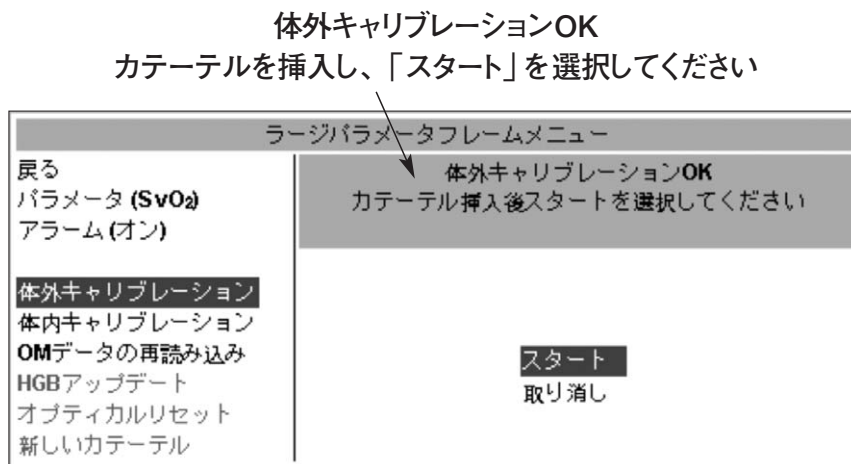 体外キャリブレーションOK
カテーテルを挿入し、「スタート」を選択してください
ラージパラメータフレームメニュー
戻る
パラメータ (SvO₂)
アラーム (オン)
体外キャリブレーション
体内キャリブレーション
OMデータの再読み込み
HGBアップデート
オプティカルリセット
新しいカテーテル
体外キャリブレーションOK
カテーテル挿入後スタートを選択してください
スタート
取り消し